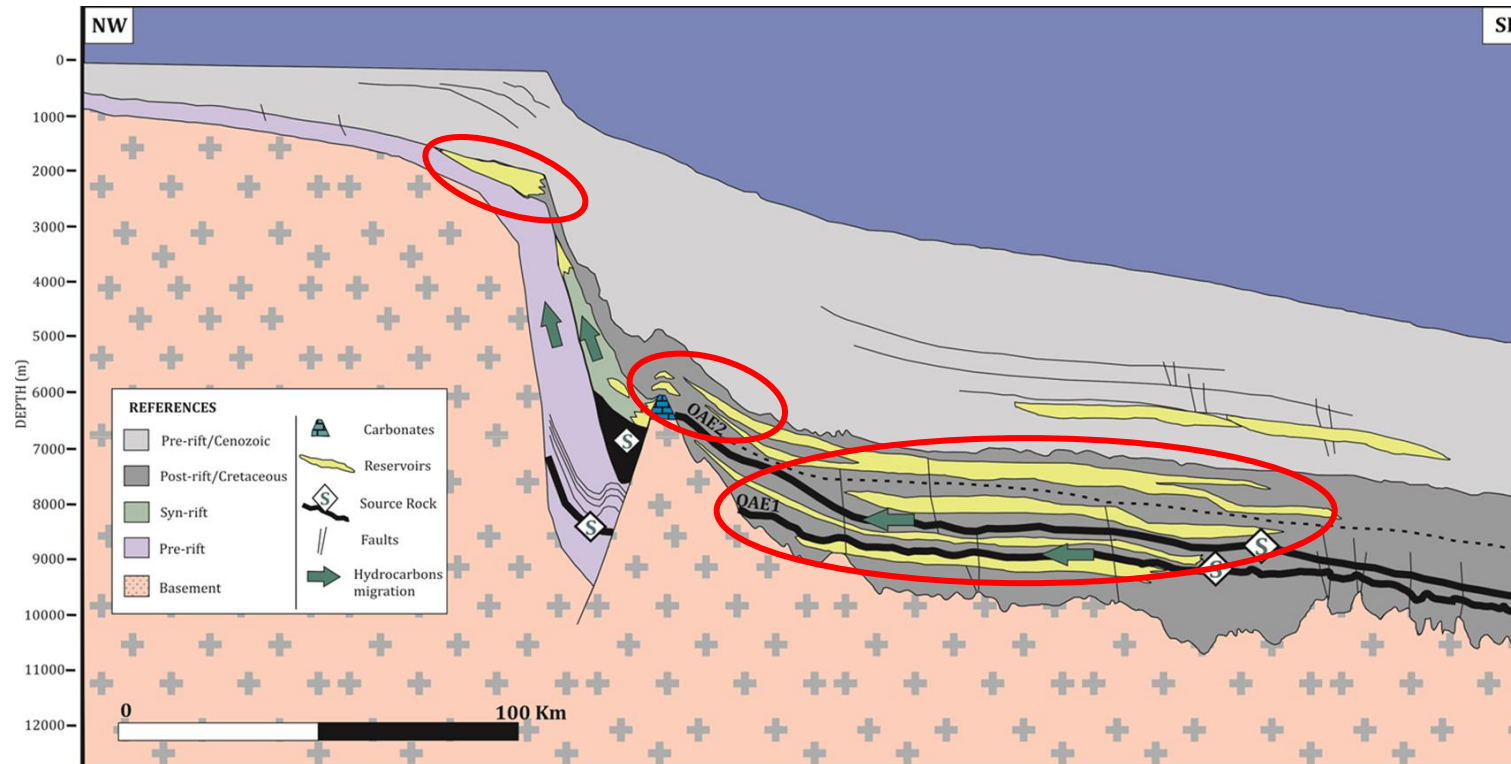 NW
SE
0
1000
2000
3000
4000
5000
6000
7000
8000
9000
10000
11000
12000
DEPTH (m)
OAE2
OAE1
S
S
S
S
REFERENCES
Pre-rift/Cenozoic
Post-rift/Cretaceous
Syn-rift
Pre-rift
Basement
Carbonates
Reservoirs
S
Source Rock
Faults
Hydrocarbons
migration
0
100 Km